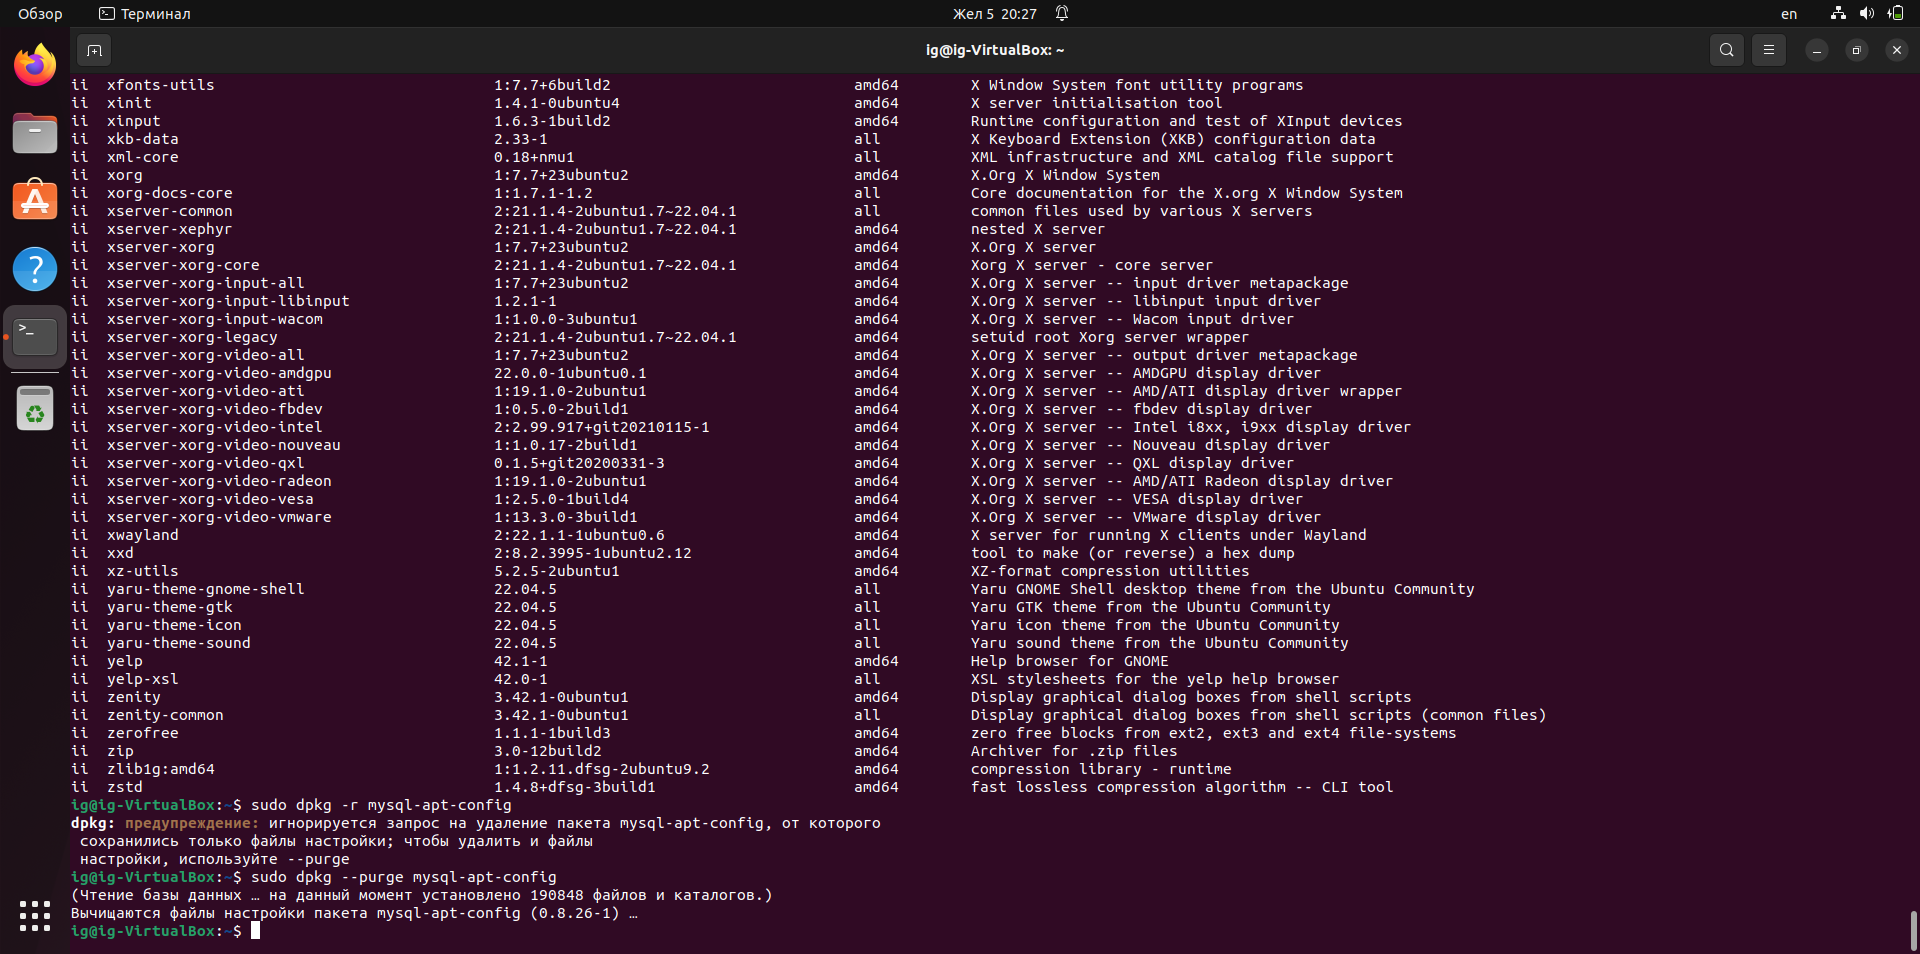 Обзор
Терминал
Жел 5 20:27
en
ig@ig-VirtualBox: ~
ii xfonts-utils 1:7.7+6build2 amd64 X Window System font utility programs
ii xinit 1.4.1-0ubuntu4 amd64 X server initialisation tool
ii xinput 1.6.3-1build2 amd64 Runtime configuration and test of XInput devices
ii xkb-data 2.33-1 all X Keyboard Extension (XKB) configuration data
ii xml-core 0.18+nmu1 all XML infrastructure and XML catalog file support
ii xorg 1:7.7+23ubuntu2 amd64 X.Org X Window System
ii xorg-docs-core 1:1.7.1-1.2 all Core documentation for the X.org X Window System
ii xserver-common 2:21.1.4-2ubuntu1.7~22.04.1 all common files used by various X servers
ii xserver-xephyr 2:21.1.4-2ubuntu1.7~22.04.1 amd64 nested X server
ii xserver-xorg 1:7.7+23ubuntu2 amd64 X.Org X server
ii xserver-xorg-core 2:21.1.4-2ubuntu1.7~22.04.1 amd64 Xorg X server - core server
ii xserver-xorg-input-all 1:7.7+23ubuntu2 amd64 X.Org X server -- input driver metapackage
ii xserver-xorg-input-libinput 1.2.1-1 amd64 X.Org X server -- libinput input driver
ii xserver-xorg-input-wacom 1:1.0.0-3ubuntu1 amd64 X.Org X server -- Wacom input driver
ii xserver-xorg-legacy 2:21.1.4-2ubuntu1.7~22.04.1 amd64 setuid root Xorg server wrapper
ii xserver-xorg-video-all 1:7.7+23ubuntu2 amd64 X.Org X server -- output driver metapackage
ii xserver-xorg-video-amdgpu 22.0.0-1ubuntu0.1 amd64 X.Org X server -- AMDGPU display driver
ii xserver-xorg-video-ati 1:19.1.0-2ubuntu1 amd64 X.Org X server -- AMD/ATI display driver wrapper
ii xserver-xorg-video-fbdev 1:0.5.0-2build1 amd64 X.Org X server -- fbdev display driver
ii xserver-xorg-video-intel 2:2.99.917+git20210115-1 amd64 X.Org X server -- Intel i8xx, i9xx display driver
ii xserver-xorg-video-nouveau 1:1.0.17-2build1 amd64 X.Org X server -- Nouveau display driver
ii xserver-xorg-video-qxl 0.1.5+git20200331-3 amd64 X.Org X server -- QXL display driver
ii xserver-xorg-video-radeon 1:19.1.0-2ubuntu1 amd64 X.Org X server -- AMD/ATI Radeon display driver
ii xserver-xorg-video-vesa 1:2.5.0-1build4 amd64 X.Org X server -- VESA display driver
ii xserver-xorg-video-vmware 1:13.3.0-3build1 amd64 X.Org X server -- VMware display driver
ii xwayland 2:22.1.1-1ubuntu0.6 amd64 X server for running X clients under Wayland
ii xxd 2:8.2.3995-1ubuntu2.12 amd64 tool to make (or reverse) a hex dump
ii xz-utils 5.2.5-2ubuntu1 amd64 XZ-format compression utilities
ii yaru-theme-gnome-shell 22.04.5 all Yaru GNOME Shell desktop theme from the Ubuntu Community
ii yaru-theme-gtk 22.04.5 all Yaru GTK theme from the Ubuntu Community
ii yaru-theme-icon 22.04.5 all Yaru icon theme from the Ubuntu Community
ii yaru-theme-sound 22.04.5 all Yaru sound theme from the Ubuntu Community
ii yelp 42.1-1 amd64 Help browser for GNOME
ii yelp-xsl 42.0-1 all XSL stylesheets for the yelp help browser
ii zenity 3.42.1-0ubuntu1 amd64 Display graphical dialog boxes from shell scripts
ii zenity-common 3.42.1-0ubuntu1 all Display graphical dialog boxes from shell scripts (common files)
ii zerofree 1.1.1-1build3 amd64 zero free blocks from ext2, ext3 and ext4 file-systems
ii zip 3.0-12build2 amd64 Archiver for .zip files
ii zlib1g:amd64 1:1.2.11.dfsg-2ubuntu9.2 amd64 compression library - runtime
ii zstd 1.4.8+dfsg-3build1 amd64 fast lossless compression algorithm -- CLI tool
ig@ig-VirtualBox:~$ sudo dpkg -r mysql-apt-config
dpkg: предупреждение: игнорируется запрос на удаление пакета mysql-apt-config, от которого
сохранились только файлы настройки; чтобы удалить и файлы
настройки, используйте --purge
ig@ig-VirtualBox:~$ sudo dpkg --purge mysql-apt-config
(Чтение базы данных … на данный момент установлено 190848 файлов и каталогов.)
Вычищаются файлы настройки пакета mysql-apt-config (0.8.26-1) …
ig@ig-VirtualBox:~$